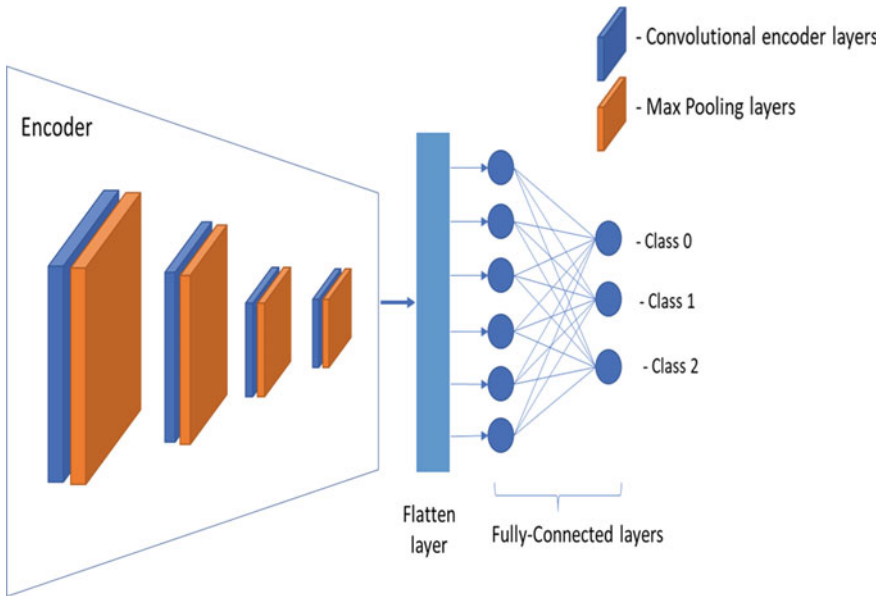 - Convolutional encoder layers
Encoder
- Max Pooling layers
- Class 0
- Class 1
- Class 2
Flatten
layer
Fully-Connected layers